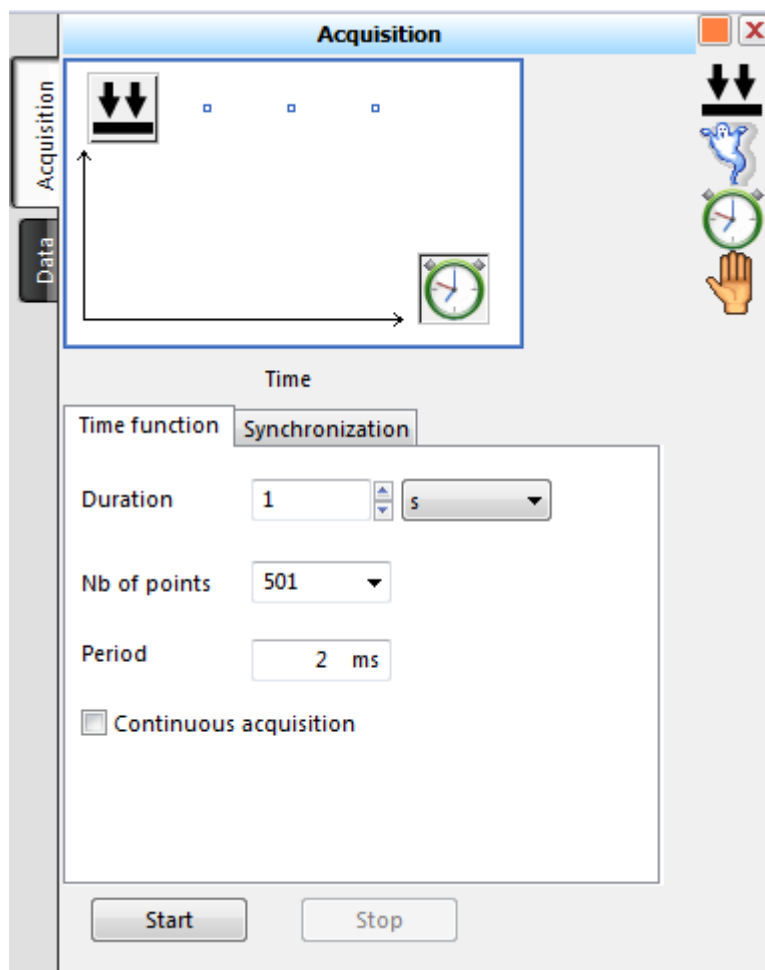 Acquisition
Acquisition
Data
Time
Time function Synchronization
Duration 1 s
Nb of points 501
Period 2 ms
Continuous acquisition
Start Stop